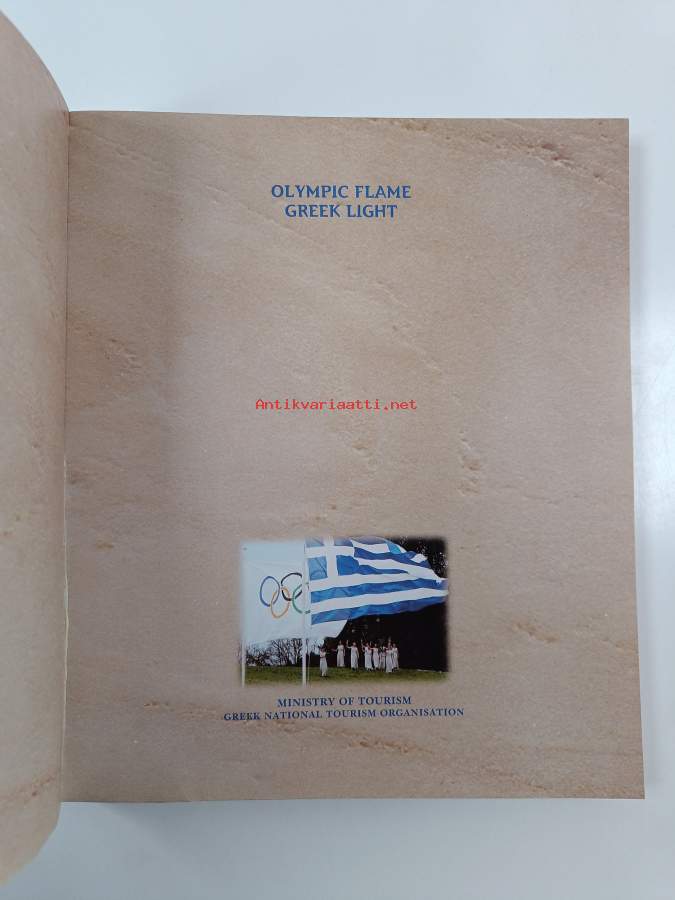 OLYMPIC FLAME
GREEK LIGHT
Antikvariaatti.net
MINISTRY OF TOURISM
GREEK NATIONAL TOURISM ORGANISATION